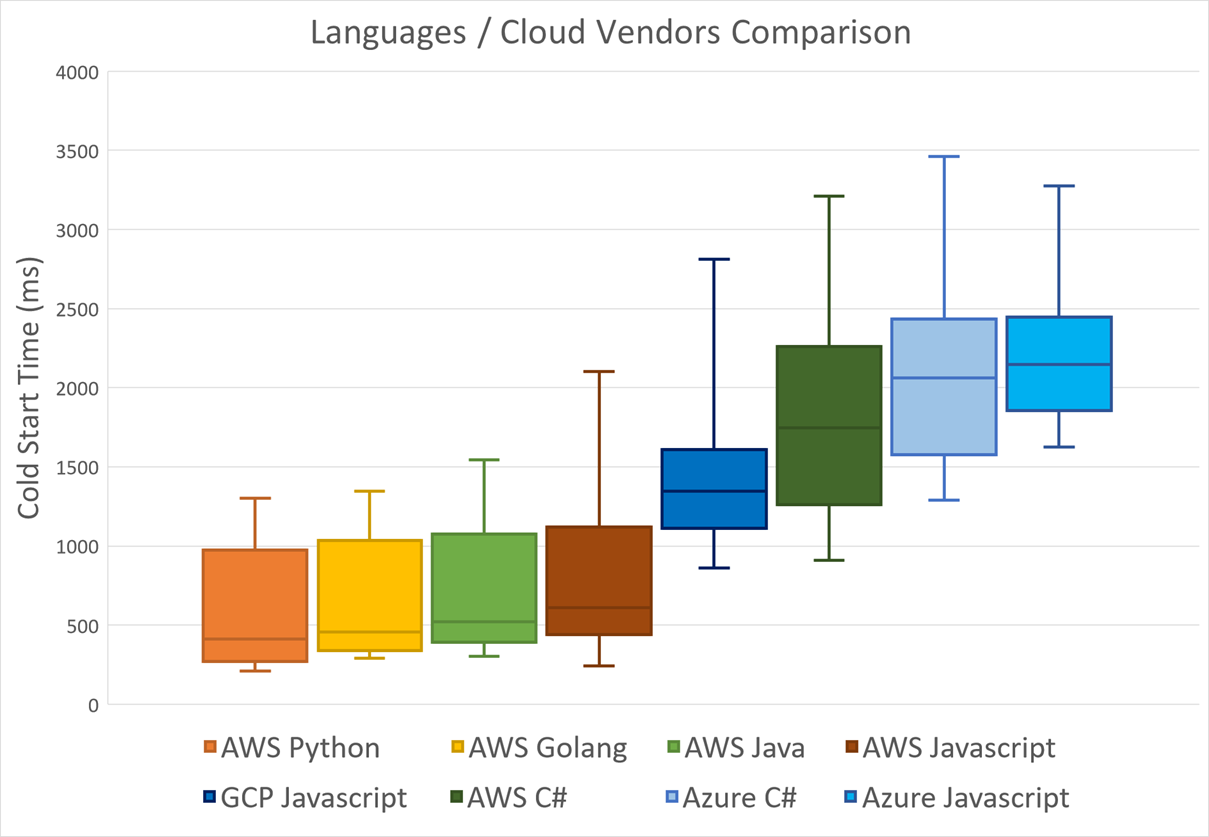 Languages / Cloud Vendors Comparison
4000
3500
3000
2500
2000
1500
1000
500
0
Cold Start Time (ms)
AWS Python AWS Golang AWS Java AWS Javascript
GCP Javascript AWS C# Azure C# Azure Javascript